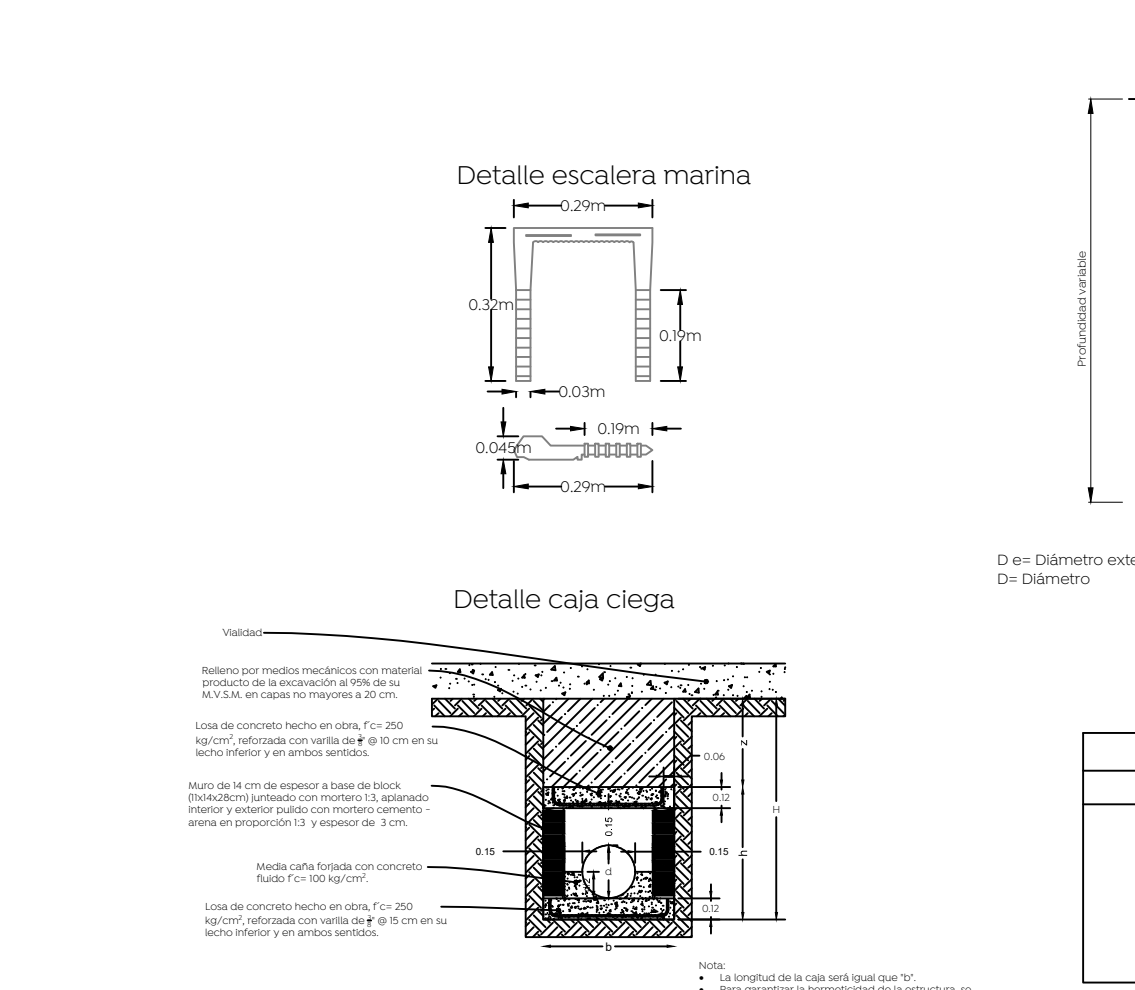 Detalle escalera marina
0.29m
0.32m
0.19m
0.03m
0.19m
0.045m
0.29m
Profundidad variable
D e= Diámetro exte
D= Diámetro
Detalle caja ciega
Vialidad
Relleno por medios mecánicos con material
producto de la excavación al 95% de su
M.V.S.M. en capas no mayores a 20 cm.
Losa de concreto hecho en obra, f´c= 250
kg/cm², reforzada con varilla de 3/8" @ 10 cm en su
lecho inferior y en ambos sentidos.
Muro de 14 cm de espesor a base de block
(11x14x28cm) junteado con mortero 1:3, aplanado
interior y exterior pulido con mortero cemento -
arena en proporción 1:3 y espesor de 3 cm.
Media caña forjada con concreto
fluido f´c= 100 kg/cm².
Losa de concreto hecho en obra, f´c= 250
kg/cm², reforzada con varilla de 3/8" @ 15 cm en su
lecho inferior y en ambos sentidos.
z
0.06
0.12
H
0.15
0.15
0.15
h
d
0.12
b
Nota:
• La longitud de la caja será igual que "b".
• Para garantizar la hermeticidad de la estructura, se